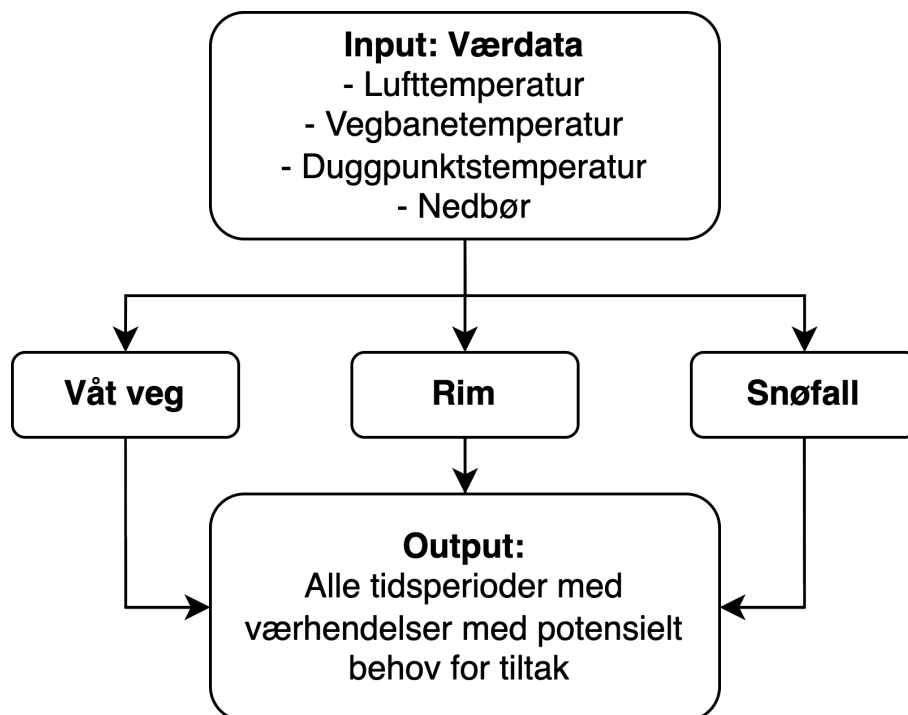 Input: Værdata
- Lufttemperatur
- Vegbanetemperatur
- Duggpunktstemperatur
- Nedbør
Våt veg
Rim
Snøfall
Output:
Alle tidsperioder med
værhendelser med potensielt
behov for tiltak